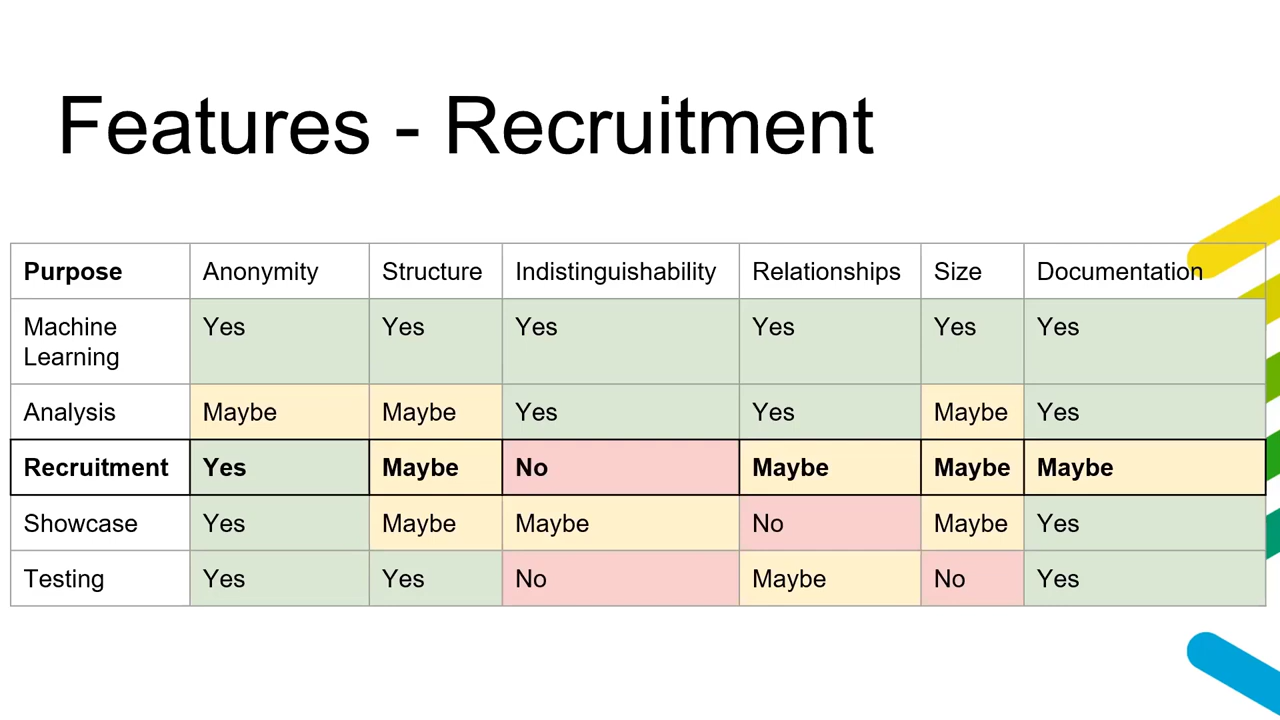 Features - Recruitment
Purpose Anonymity Structure Indistinguishability Relationships Size Documentation
Machine Learning Yes Yes Yes Yes Yes Yes
Analysis Maybe Maybe Yes Yes Maybe Yes
Recruitment Yes Maybe No Maybe Maybe Maybe
Showcase Yes Maybe Maybe No Maybe Yes
Testing Yes Yes No Maybe No Yes